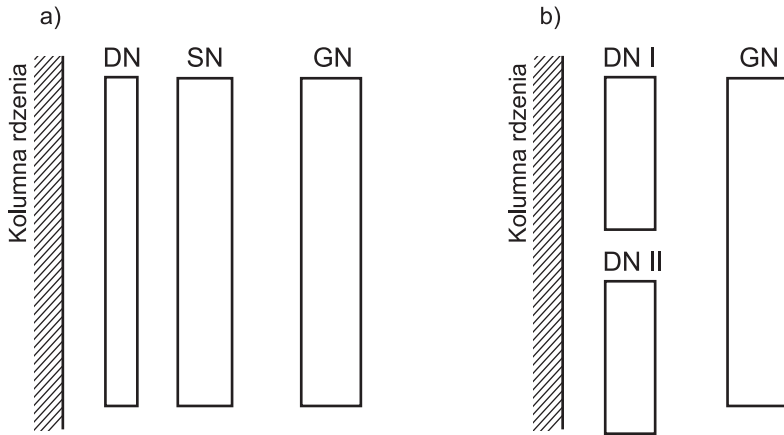 a)
Kolumna rdzenia
DN SN GN
b)
Kolumna rdzenia
DN I GN
DN II